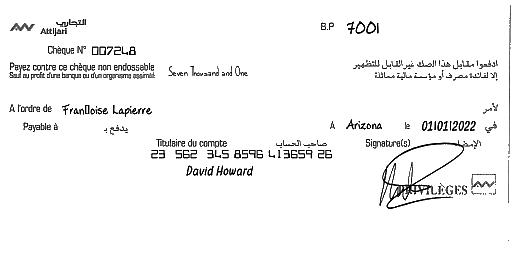 التجاري
Attijari
B.P 7001
Chèque N° 007248
Payez contre ce chèque non endossable
Sauf au profit d'une banque ou d'un organisme assimilé
Seven Thousand and One
ادفعوا مقابل هذا الصك غير القابل للتظهير
إلا لفائدة مصرف أو مؤسسة مالية مماثلة
A l'ordre de Fran▯oise Lapierre لأمر
Payable à يدفع بـ A Arizona le 01|01|2022 في
Titulaire du compte صاحب الحساب Signature(s) الإمضاء
23 562 345 8596 413659 26
David Howard
PRIVILÈGES